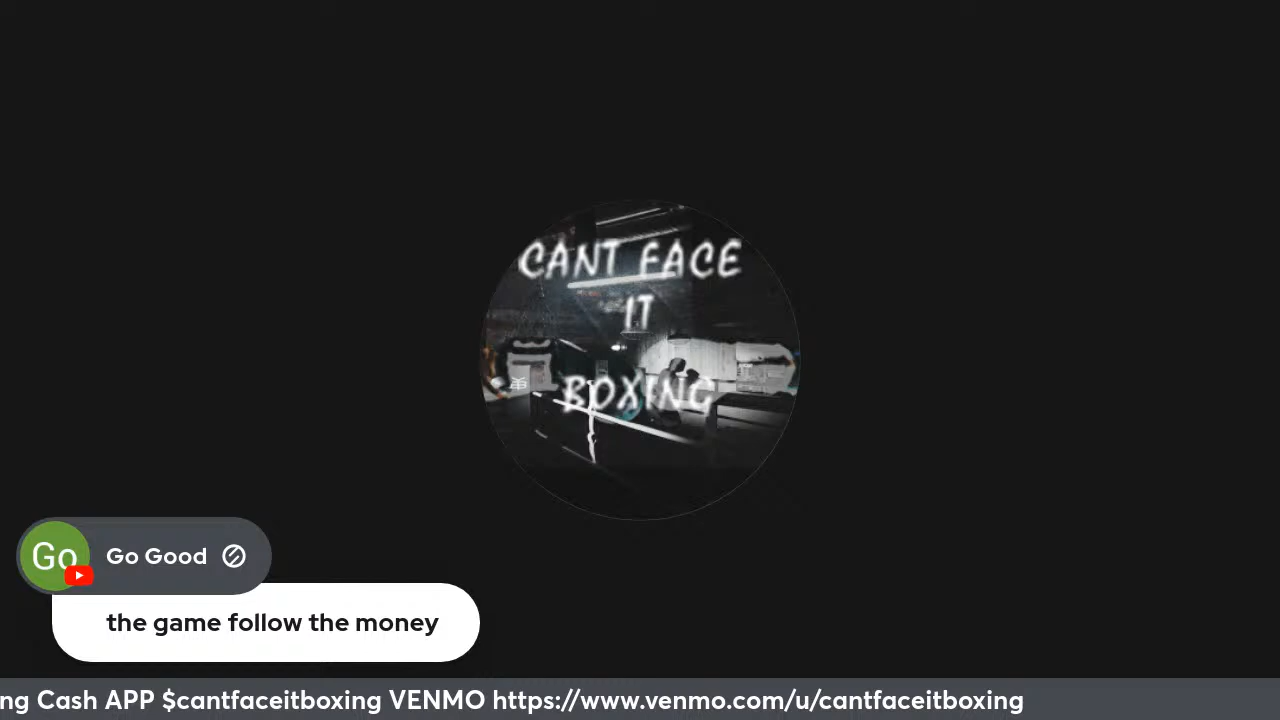 CANT FACE
IT
BOXING
Go
Go Good
the game follow the money
ng Cash APP $cantfaceitboxing VENMO https://www.venmo.com/u/cantfaceitboxing